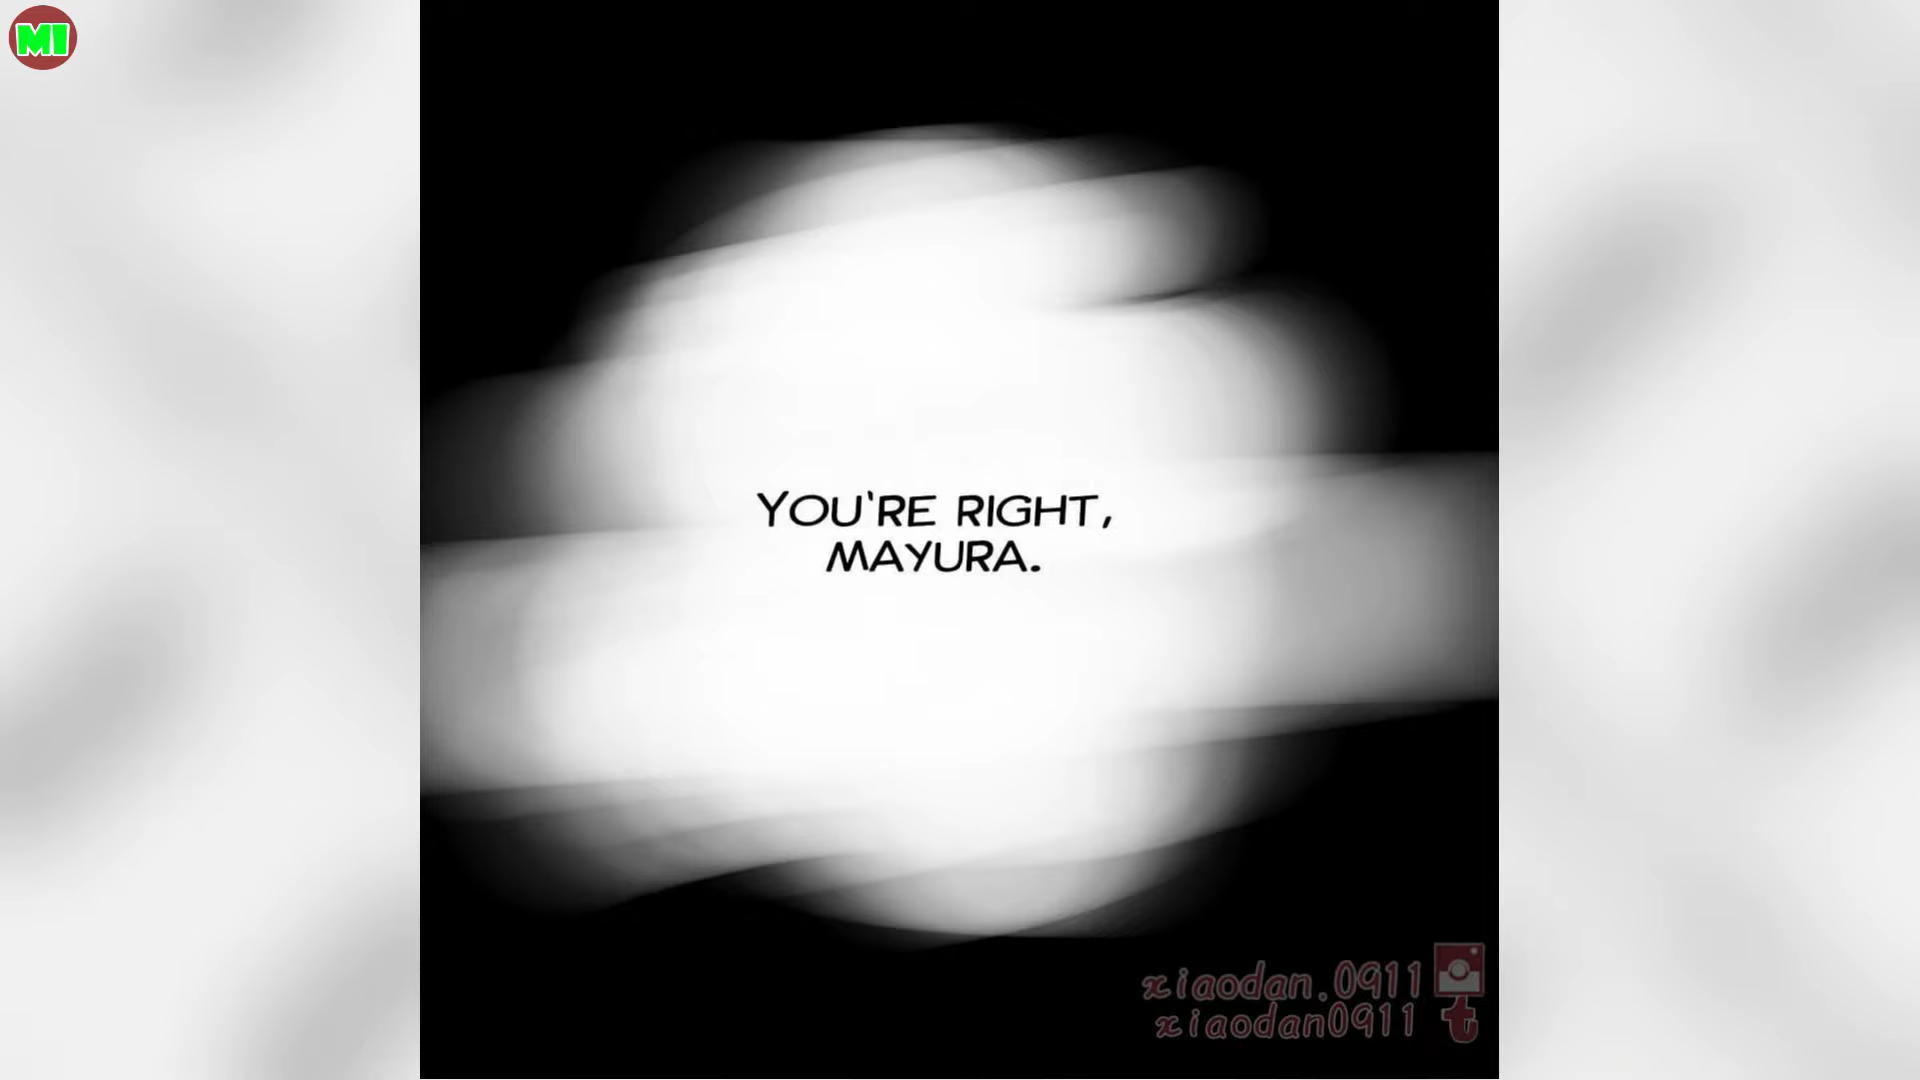 MI
YOU'RE RIGHT,
MAYURA.
xiaodan.0911
xiaodan0911 t